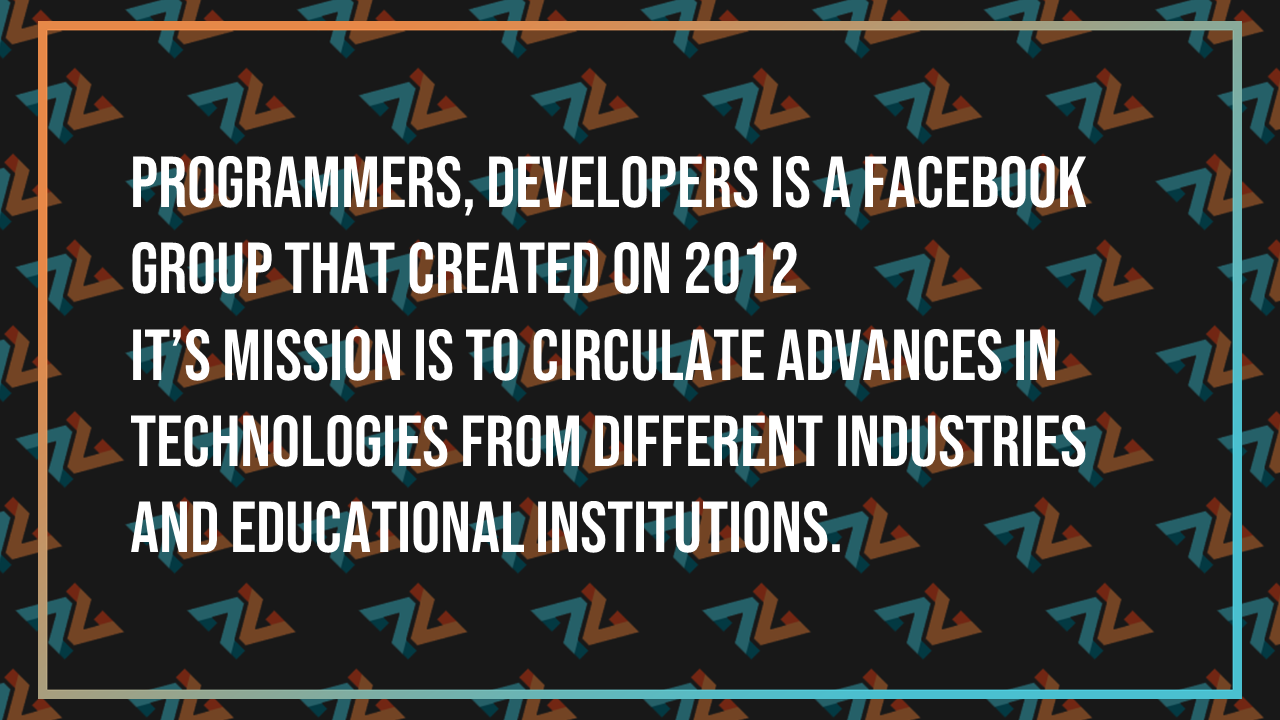 PROGRAMMERS, DEVELOPERS IS A FACEBOOK
GROUP THAT CREATED ON 2012
IT’S MISSION IS TO CIRCULATE ADVANCES IN
TECHNOLOGIES FROM DIFFERENT INDUSTRIES
AND EDUCATIONAL INSTITUTIONS.